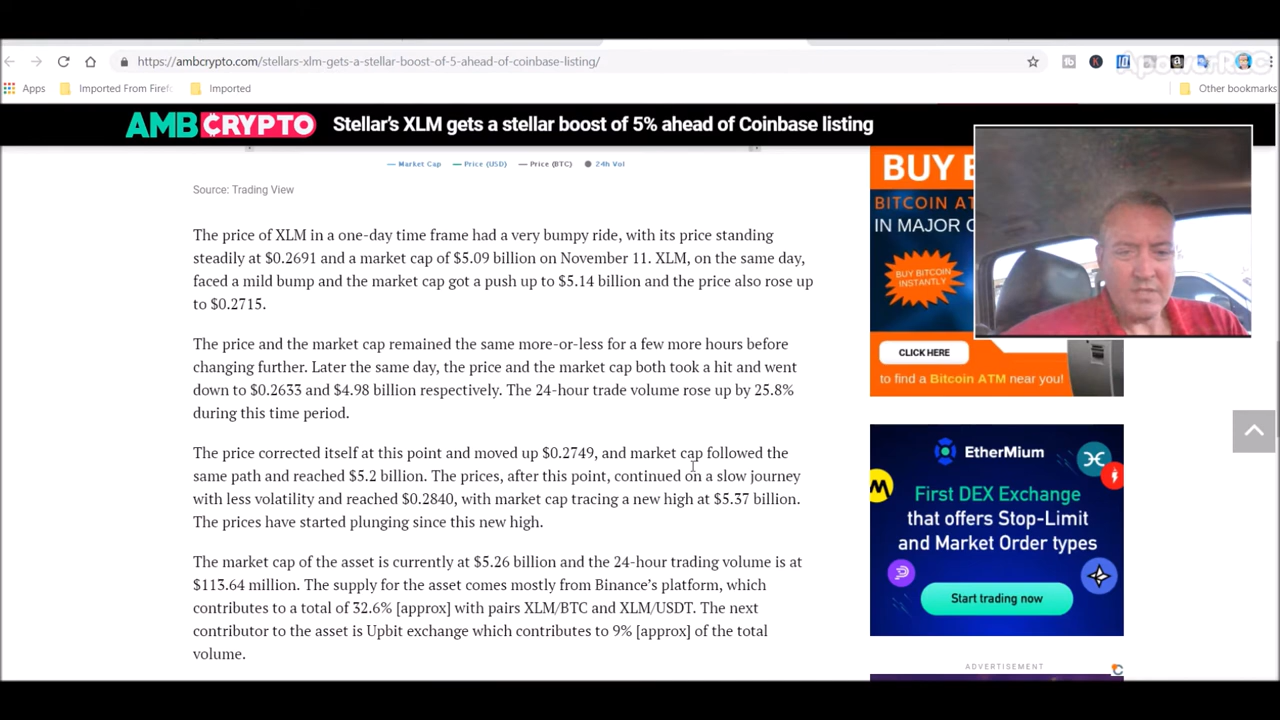 https://ambcrypto.com/stellars-xlm-gets-a-stellar-boost-of-5-ahead-of-coinbase-listing/
ApowerREC
Apps
Imported From Firef
Imported
Other bookmarks
AMBCRYPTO
Stellar's XLM gets a stellar boost of 5% ahead of Coinbase listing
Market Cap
Price (USD)
Price (BTC)
24h Vol
Source: Trading View
The price of XLM in a one-day time frame had a very bumpy ride, with its price standing
steadily at $0.2691 and a market cap of $5.09 billion on November 11. XLM, on the same day,
faced a mild bump and the market cap got a push up to $5.14 billion and the price also rose up
to $0.2715.
The price and the market cap remained the same more-or-less for a few more hours before
changing further. Later the same day, the price and the market cap both took a hit and went
down to $0.2633 and $4.98 billion respectively. The 24-hour trade volume rose up by 25.8%
during this time period.
The price corrected itself at this point and moved up $0.2749, and market cap followed the
same path and reached $5.2 billion. The prices, after this point, continued on a slow journey
with less volatility and reached $0.2840, with market cap tracing a new high at $5.37 billion.
The prices have started plunging since this new high.
The market cap of the asset is currently at $5.26 billion and the 24-hour trading volume is at
$113.64 million. The supply for the asset comes mostly from Binance's platform, which
contributes to a total of 32.6% [approx] with pairs XLM/BTC and XLM/USDT. The next
contributor to the asset is Upbit exchange which contributes to 9% [approx] of the total
volume.
BUY
BITCOIN AT
IN MAJOR
BUY BITCOIN
INSTANTLY
CLICK HERE
to find a Bitcoin ATM near you!
EtherMium
First DEX Exchange
that offers Stop-Limit
and Market Order types
Start trading now
ADVERTISEMENT